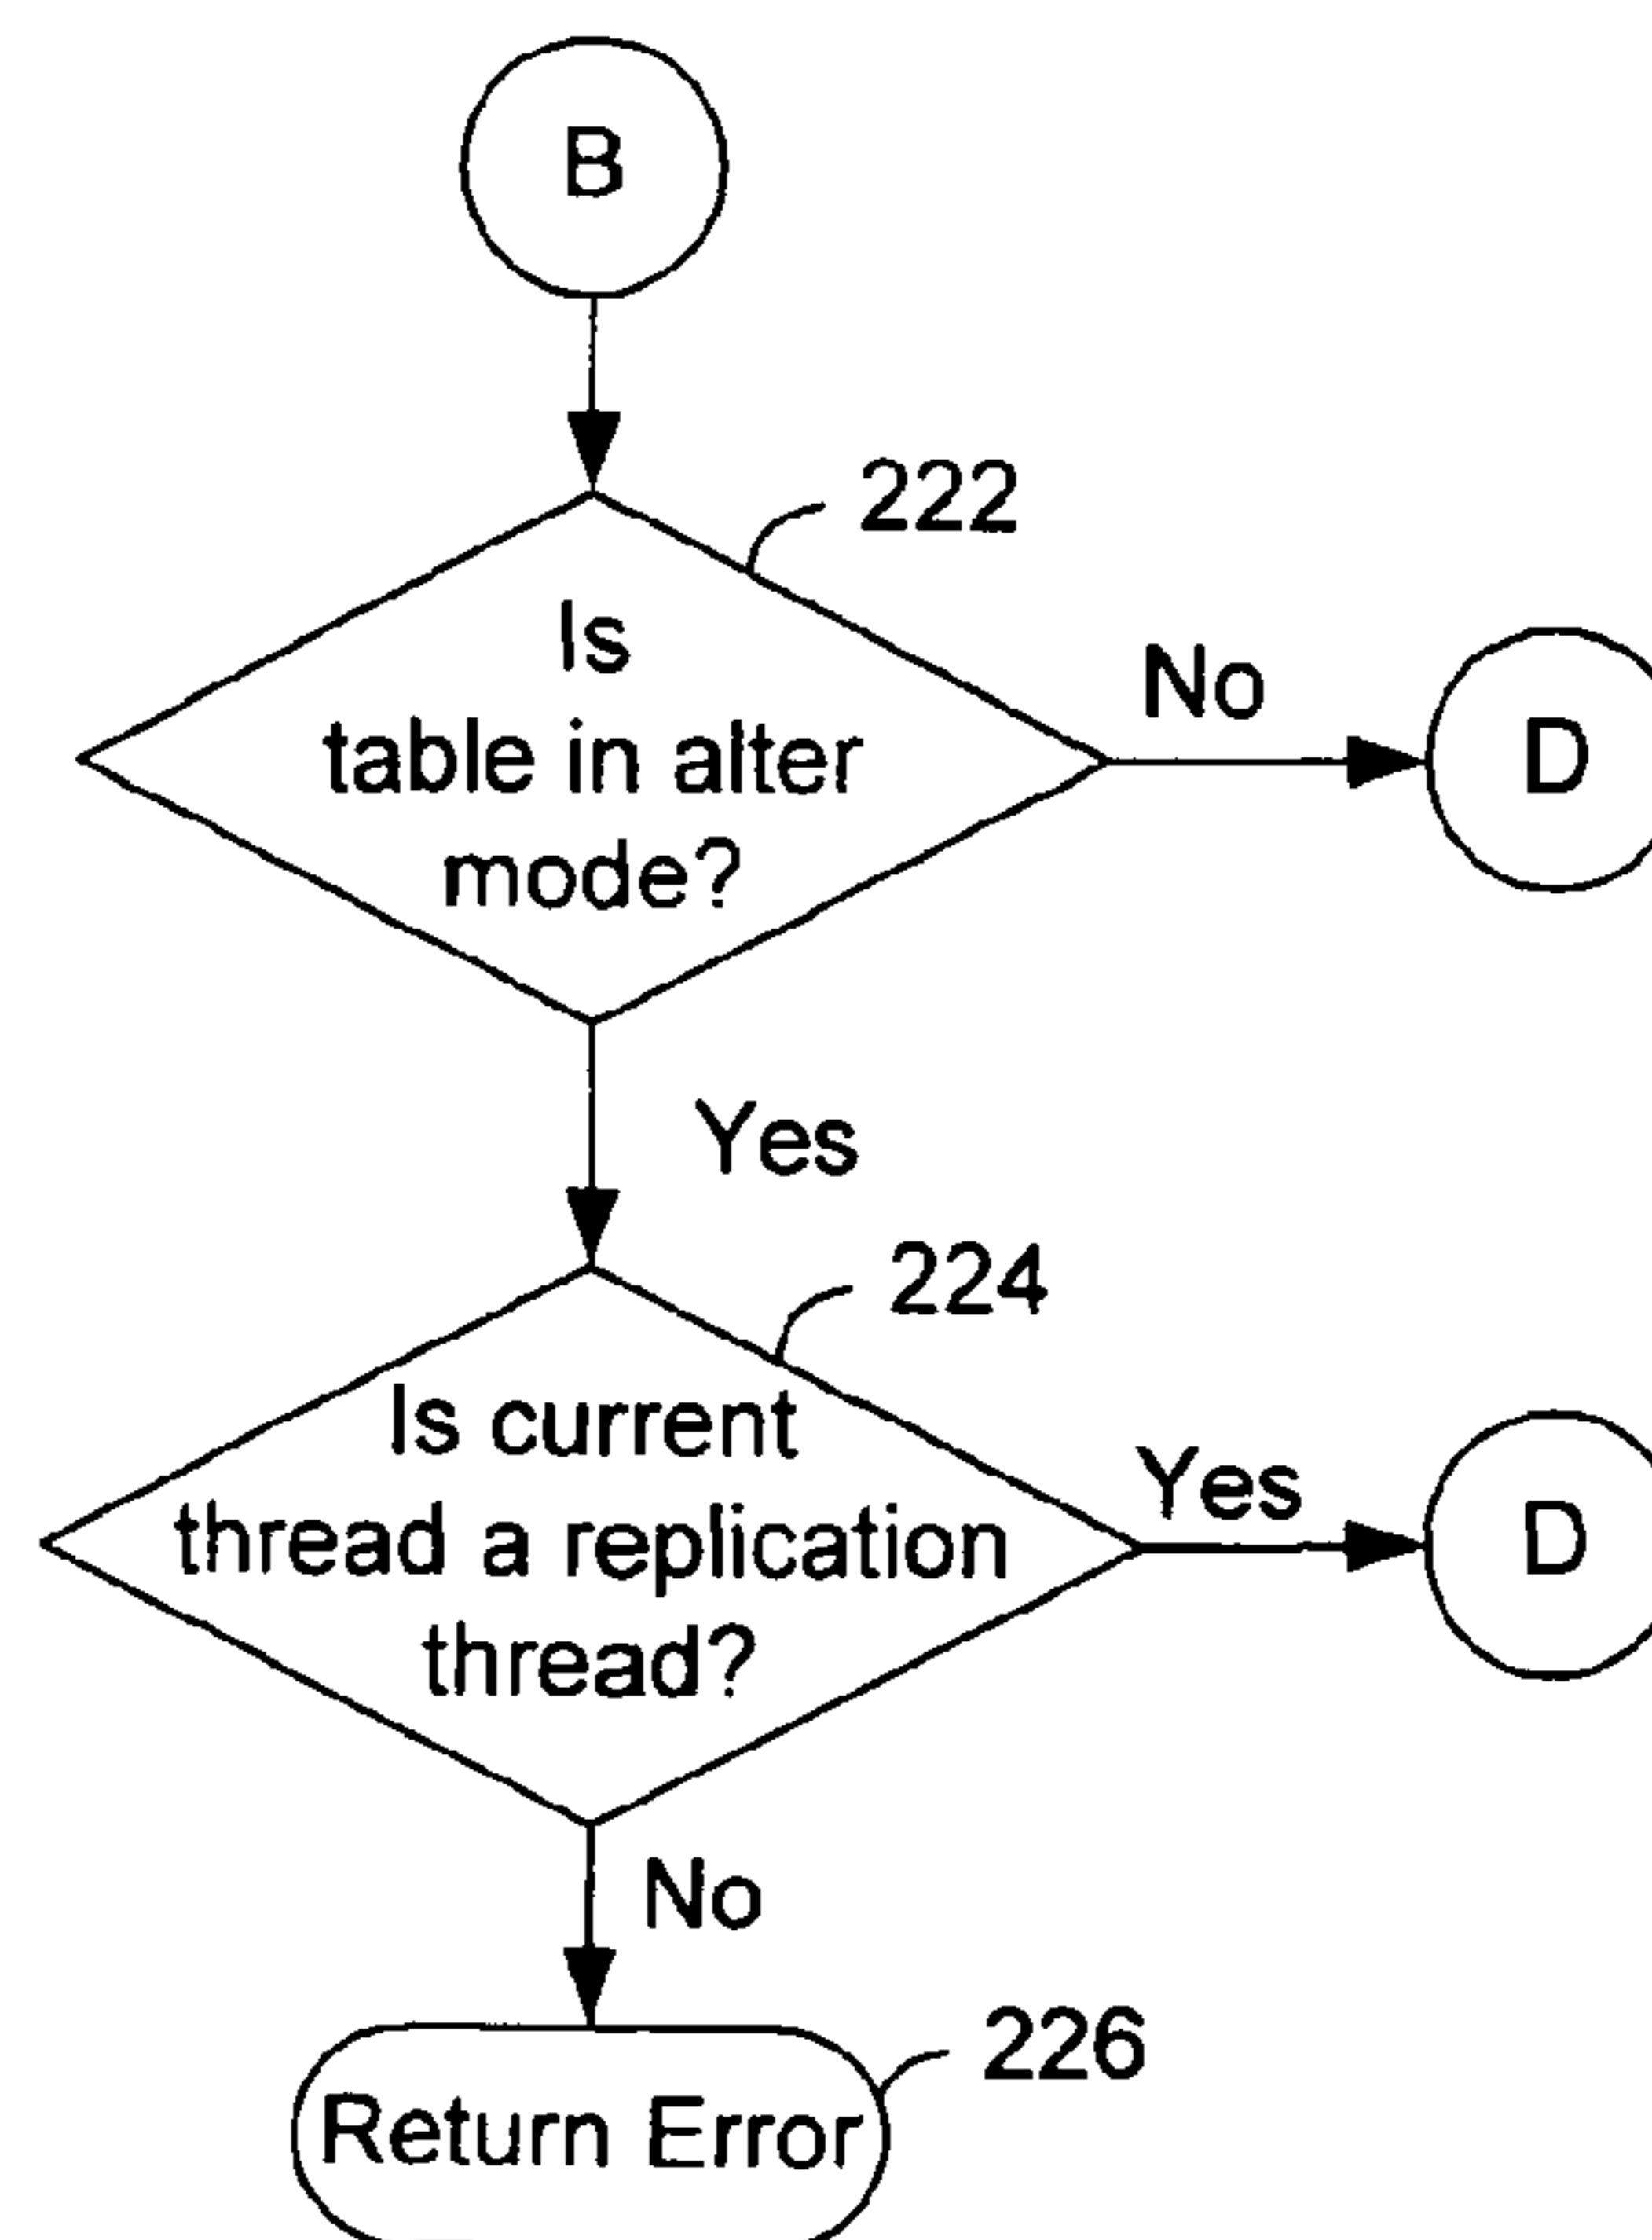 B
222
Is
table in alter
mode?
No
D
Yes
224
Is current
thread a replication
thread?
Yes
D
No
226
Return Error